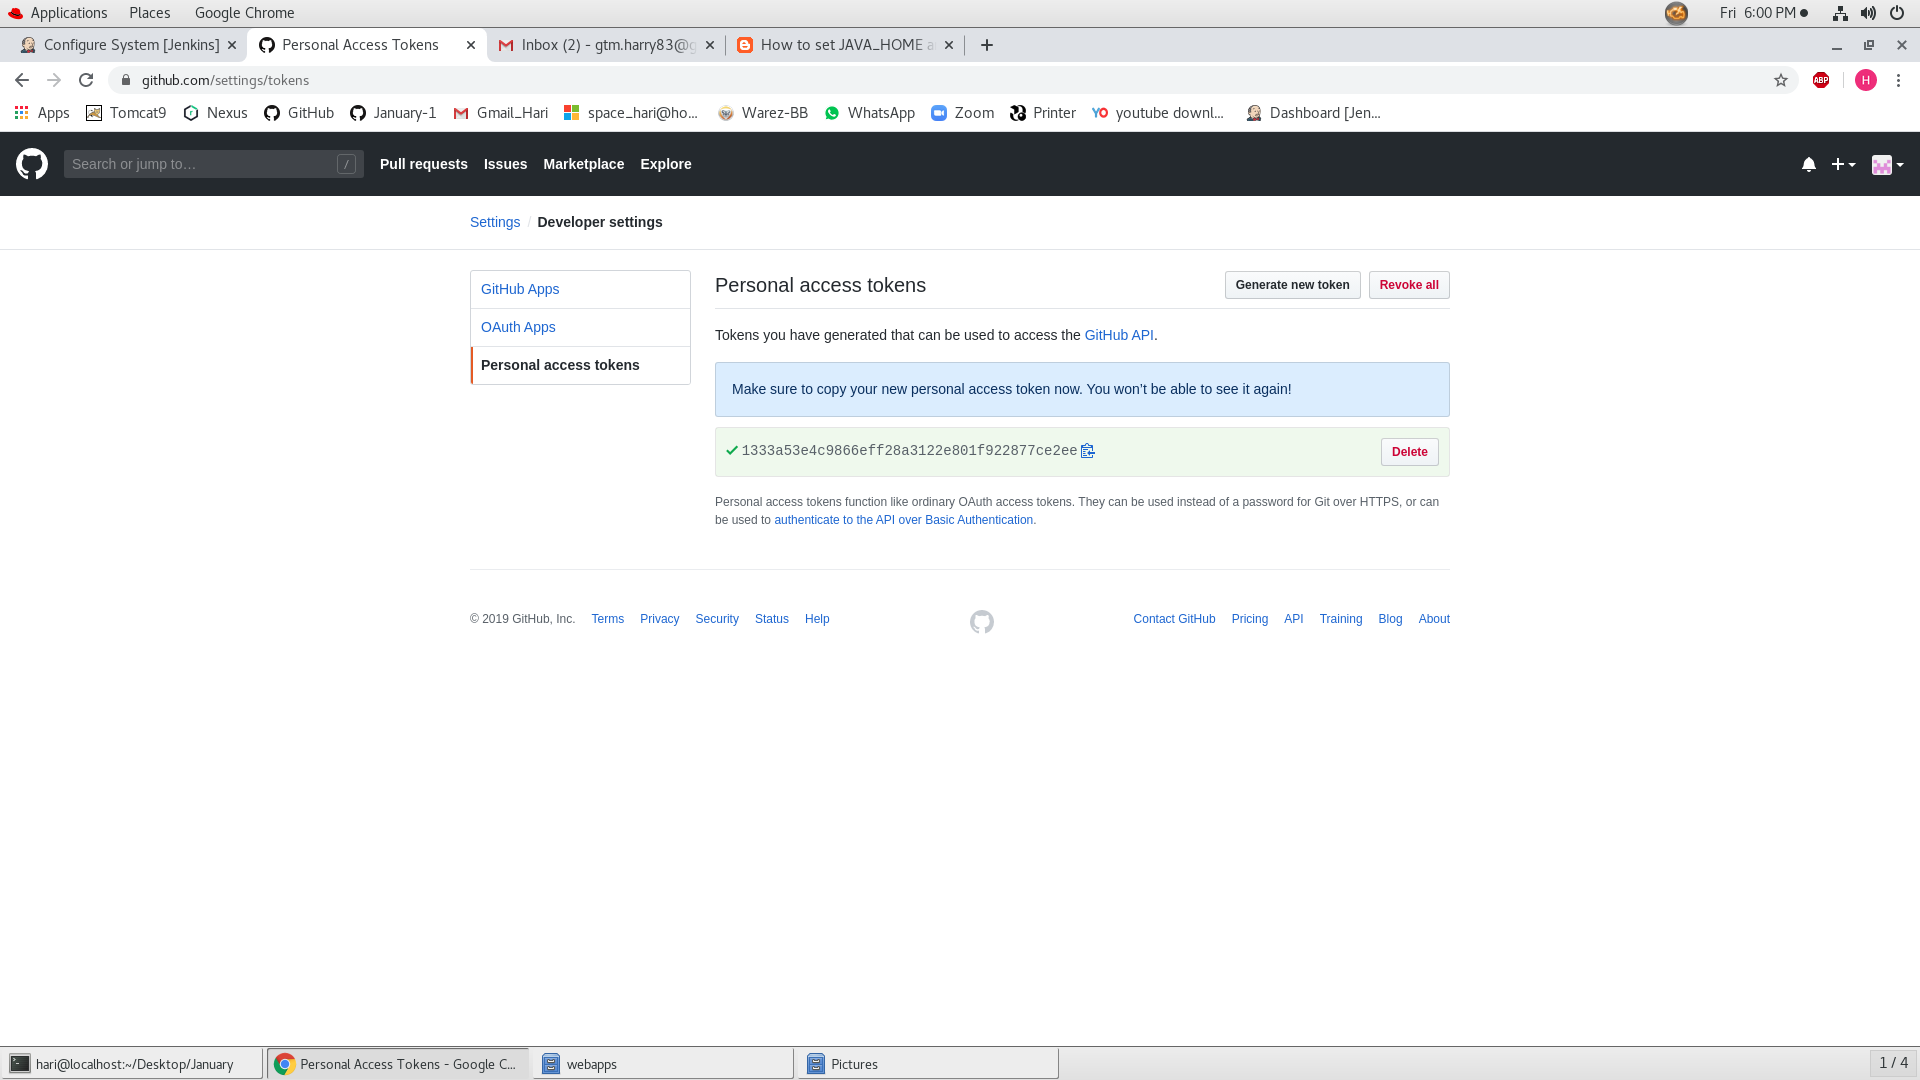 Applications Places Google Chrome Fri 6:00 PM
Configure System [Jenkins] Personal Access Tokens Inbox (2) - gtm.harry83@g How to set JAVA_HOME a
github.com/settings/tokens ABP H
Apps Tomcat9 Nexus GitHub January-1 Gmail_Hari space_hari@ho... Warez-BB WhatsApp Zoom Printer YO youtube downl... Dashboard [Jen...
Search or jump to… / Pull requests Issues Marketplace Explore
Settings / Developer settings
GitHub Apps
OAuth Apps
Personal access tokens
Personal access tokens Generate new token Revoke all
Tokens you have generated that can be used to access the GitHub API.
Make sure to copy your new personal access token now. You won’t be able to see it again!
1333a53e4c9866eff28a3122e801f922877ce2ee Delete
Personal access tokens function like ordinary OAuth access tokens. They can be used instead of a password for Git over HTTPS, or can
be used to authenticate to the API over Basic Authentication.
© 2019 GitHub, Inc. Terms Privacy Security Status Help Contact GitHub Pricing API Training Blog About
hari@localhost:~/Desktop/January Personal Access Tokens - Google C... webapps Pictures 1 / 4